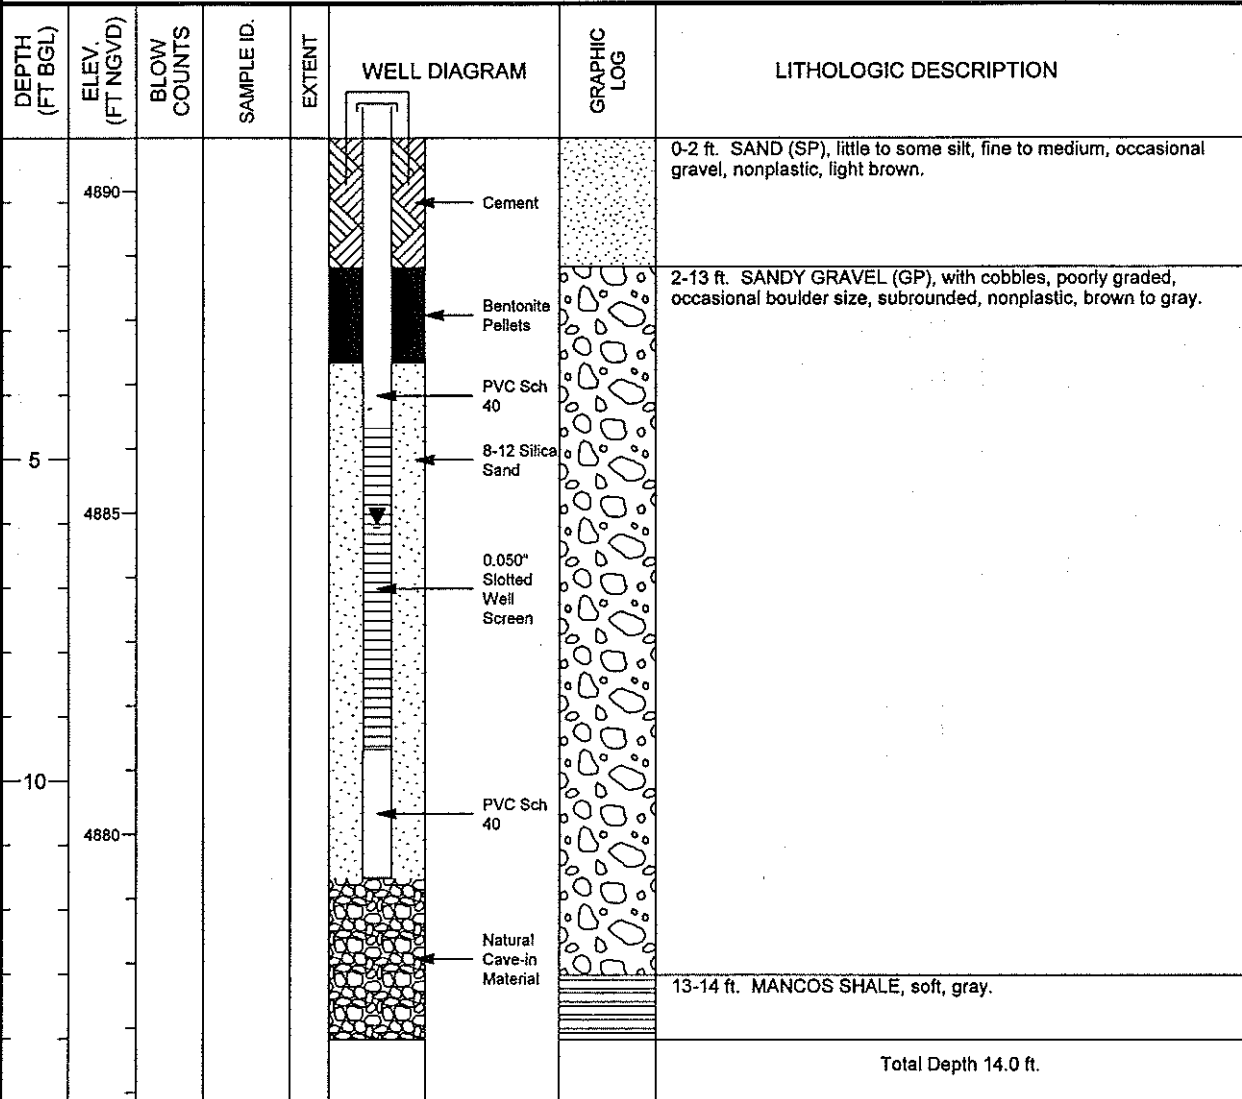 DEPTH
(FT BGL)
ELEV.
(FT NGVD)
BLOW
COUNTS
SAMPLE ID.
EXTENT
WELL DIAGRAM
GRAPHIC
LOG
LITHOLOGIC DESCRIPTION
0-2 ft. SAND (SP), little to some silt, fine to medium, occasional
gravel, nonplastic, light brown.
4890
Cement
2-13 ft. SANDY GRAVEL (GP), with cobbles, poorly graded,
occasional boulder size, subrounded, nonplastic, brown to gray.
Bentonite
Pellets
PVC Sch
40
5
8-12 Silica
Sand
4885
0.050"
Slotted
Well
Screen
10
PVC Sch
40
4880
Natural
Cave-in
Material
13-14 ft. MANCOS SHALE, soft, gray.
Total Depth 14.0 ft.